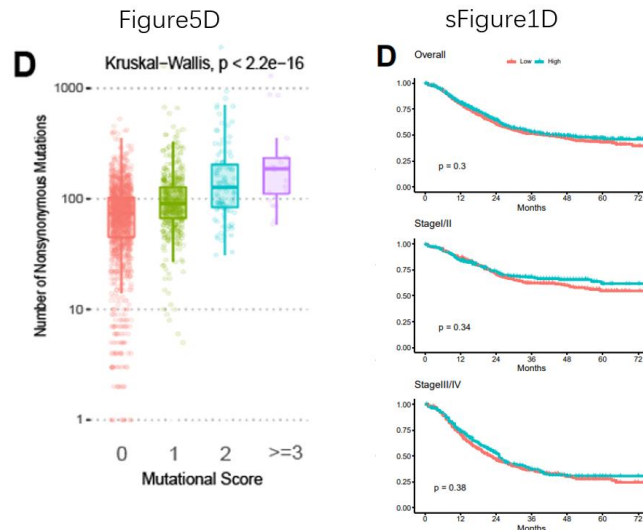 Figure5D
D
Kruskal-Wallis, p < 2.2e-16
Number of Nonsynonymous Mutations
1000
100
10
1
0 1 2 >=3
Mutational Score
sFigure1D
D
Overall
Low High
1.00
0.75
0.50
0.25
0.00
p = 0.3
0 12 24 36 48 60 72
Months
StageI/II
1.00
0.75
0.50
0.25
0.00
p = 0.34
0 12 24 36 48 60 72
Months
StageIII/IV
1.00
0.75
0.50
0.25
0.00
p = 0.38
0 12 24 36 48 60 72
Months